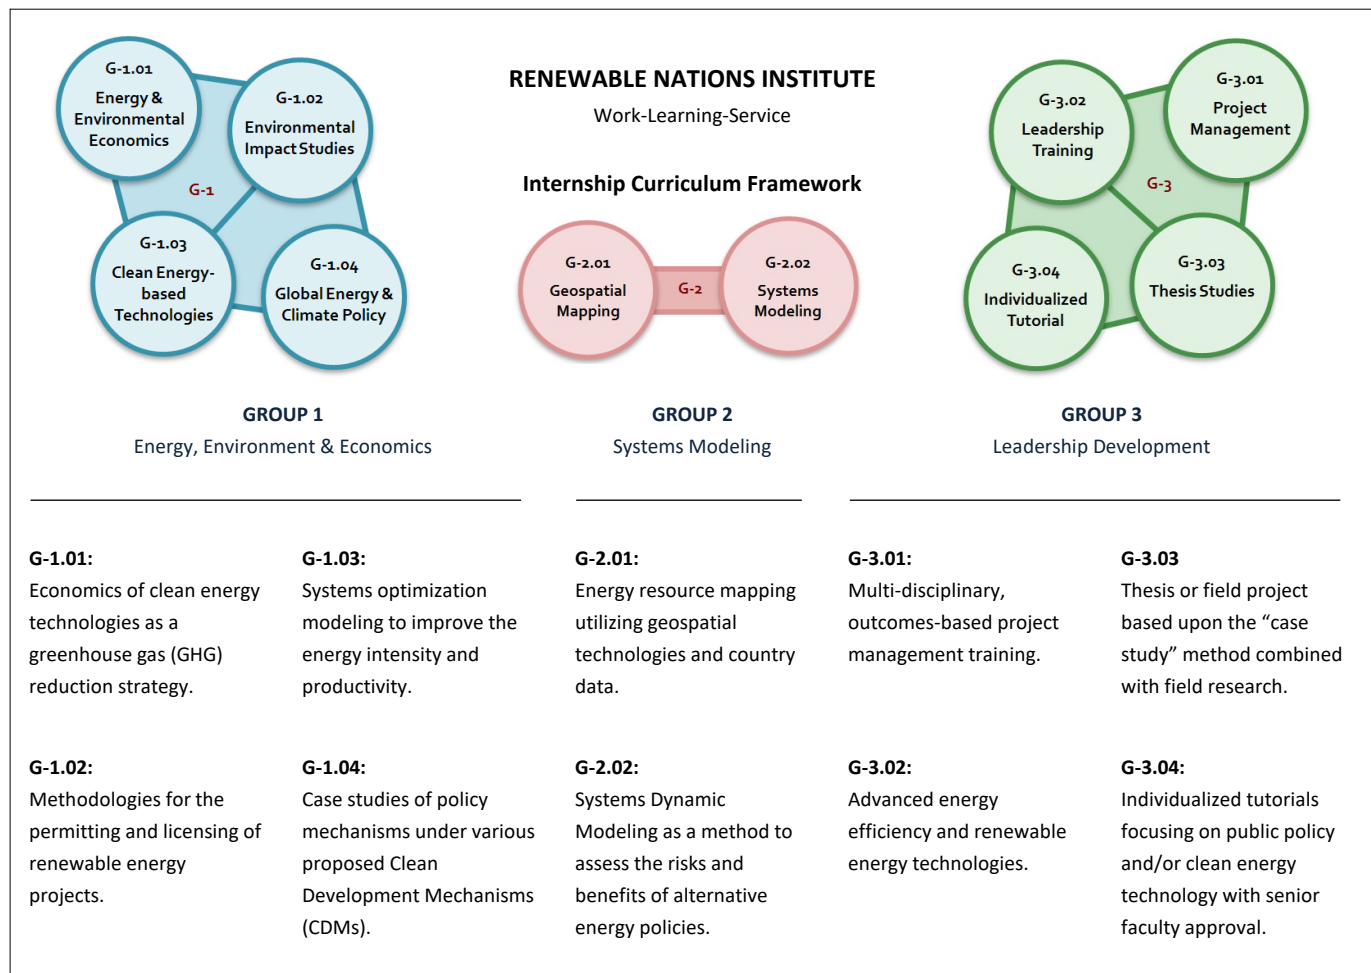 G-1.01
Energy &
Environmental
Economics
G-1.02
Environmental
Impact Studies
G-1
G-1.03
Clean Energy-
based
Technologies
G-1.04
Global Energy &
Climate Policy
RENEWABLE NATIONS INSTITUTE
Work-Learning-Service
Internship Curriculum Framework
G-2.01
Geospatial
Mapping
G-2
G-2.02
Systems
Modeling
G-3.01
Project
Management
G-3.02
Leadership
Training
G-3
G-3.03
Thesis Studies
G-3.04
Individualized
Tutorial
GROUP 1
Energy, Environment & Economics
GROUP 2
Systems Modeling
GROUP 3
Leadership Development
G-1.01:
Economics of clean energy
technologies as a
greenhouse gas (GHG)
reduction strategy.
G-1.03:
Systems optimization
modeling to improve the
energy intensity and
productivity.
G-2.01:
Energy resource mapping
utilizing geospatial
technologies and country
data.
G-3.01:
Multi-disciplinary,
outcomes-based project
management training.
G-3.03
Thesis or field project
based upon the “case
study” method combined
with field research.
G-1.02:
Methodologies for the
permitting and licensing of
renewable energy
projects.
G-1.04:
Case studies of policy
mechanisms under various
proposed Clean
Development Mechanisms
(CDMs).
G-2.02:
Systems Dynamic
Modeling as a method to
assess the risks and
benefits of alternative
energy policies.
G-3.02:
Advanced energy
efficiency and renewable
energy technologies.
G-3.04:
Individualized tutorials
focusing on public policy
and/or clean energy
technology with senior
faculty approval.